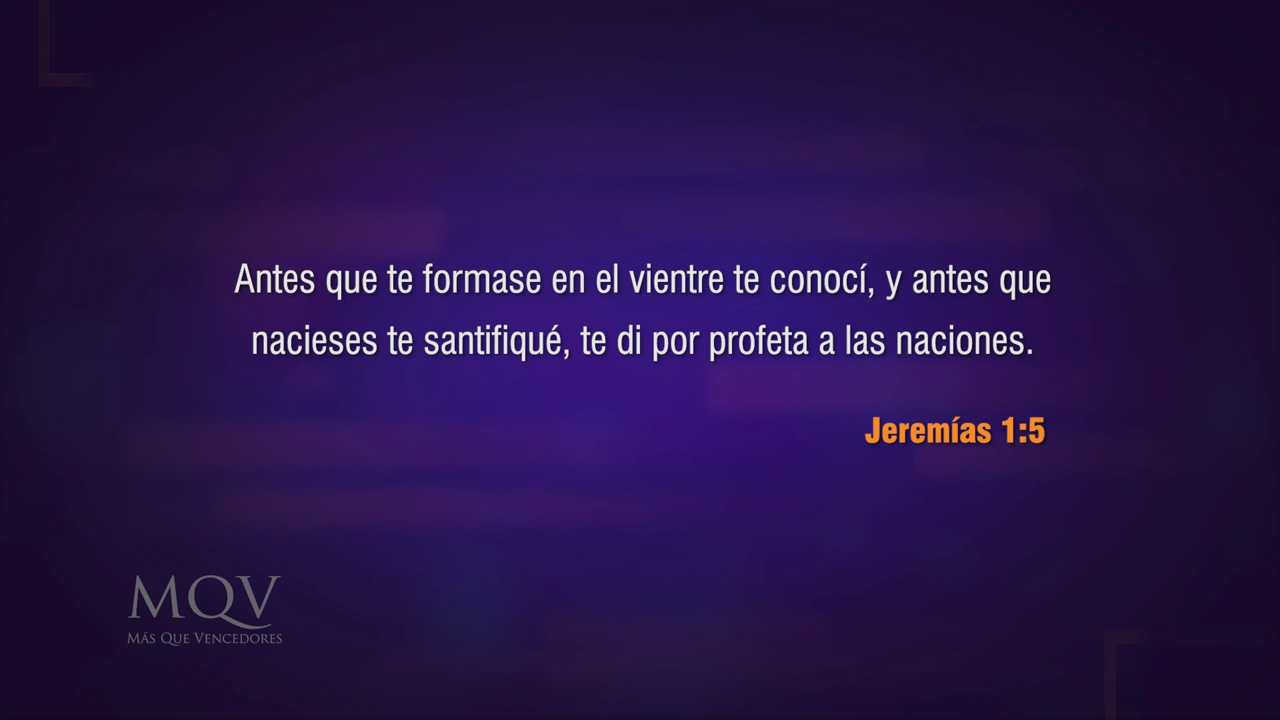 Antes que te formase en el vientre te conocí, y antes que
nacieses te santifiqué, te di por profeta a las naciones.
Jeremías 1:5
MQV
MÁS QUE VENCEDORES